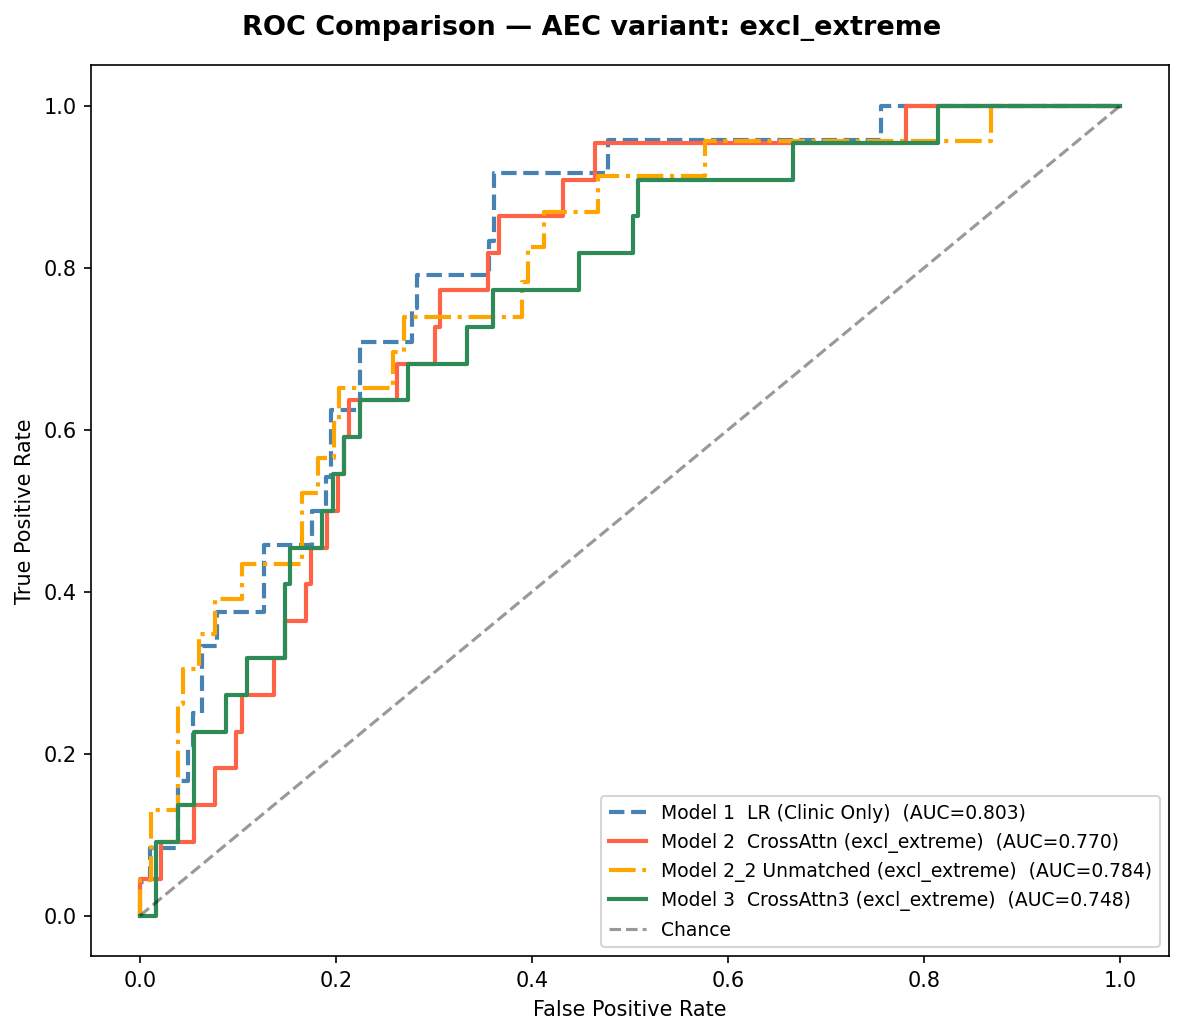 ROC Comparison — AEC variant: excl_extreme
1.0
0.8
0.6
0.4
0.2
0.0
True Positive Rate
0.0
0.2
0.4
0.6
0.8
1.0
False Positive Rate
Model 1  LR (Clinic Only)  (AUC=0.803)
Model 2  CrossAttn (excl_extreme)  (AUC=0.770)
Model 2_2 Unmatched (excl_extreme)  (AUC=0.784)
Model 3  CrossAttn3 (excl_extreme)  (AUC=0.748)
Chance